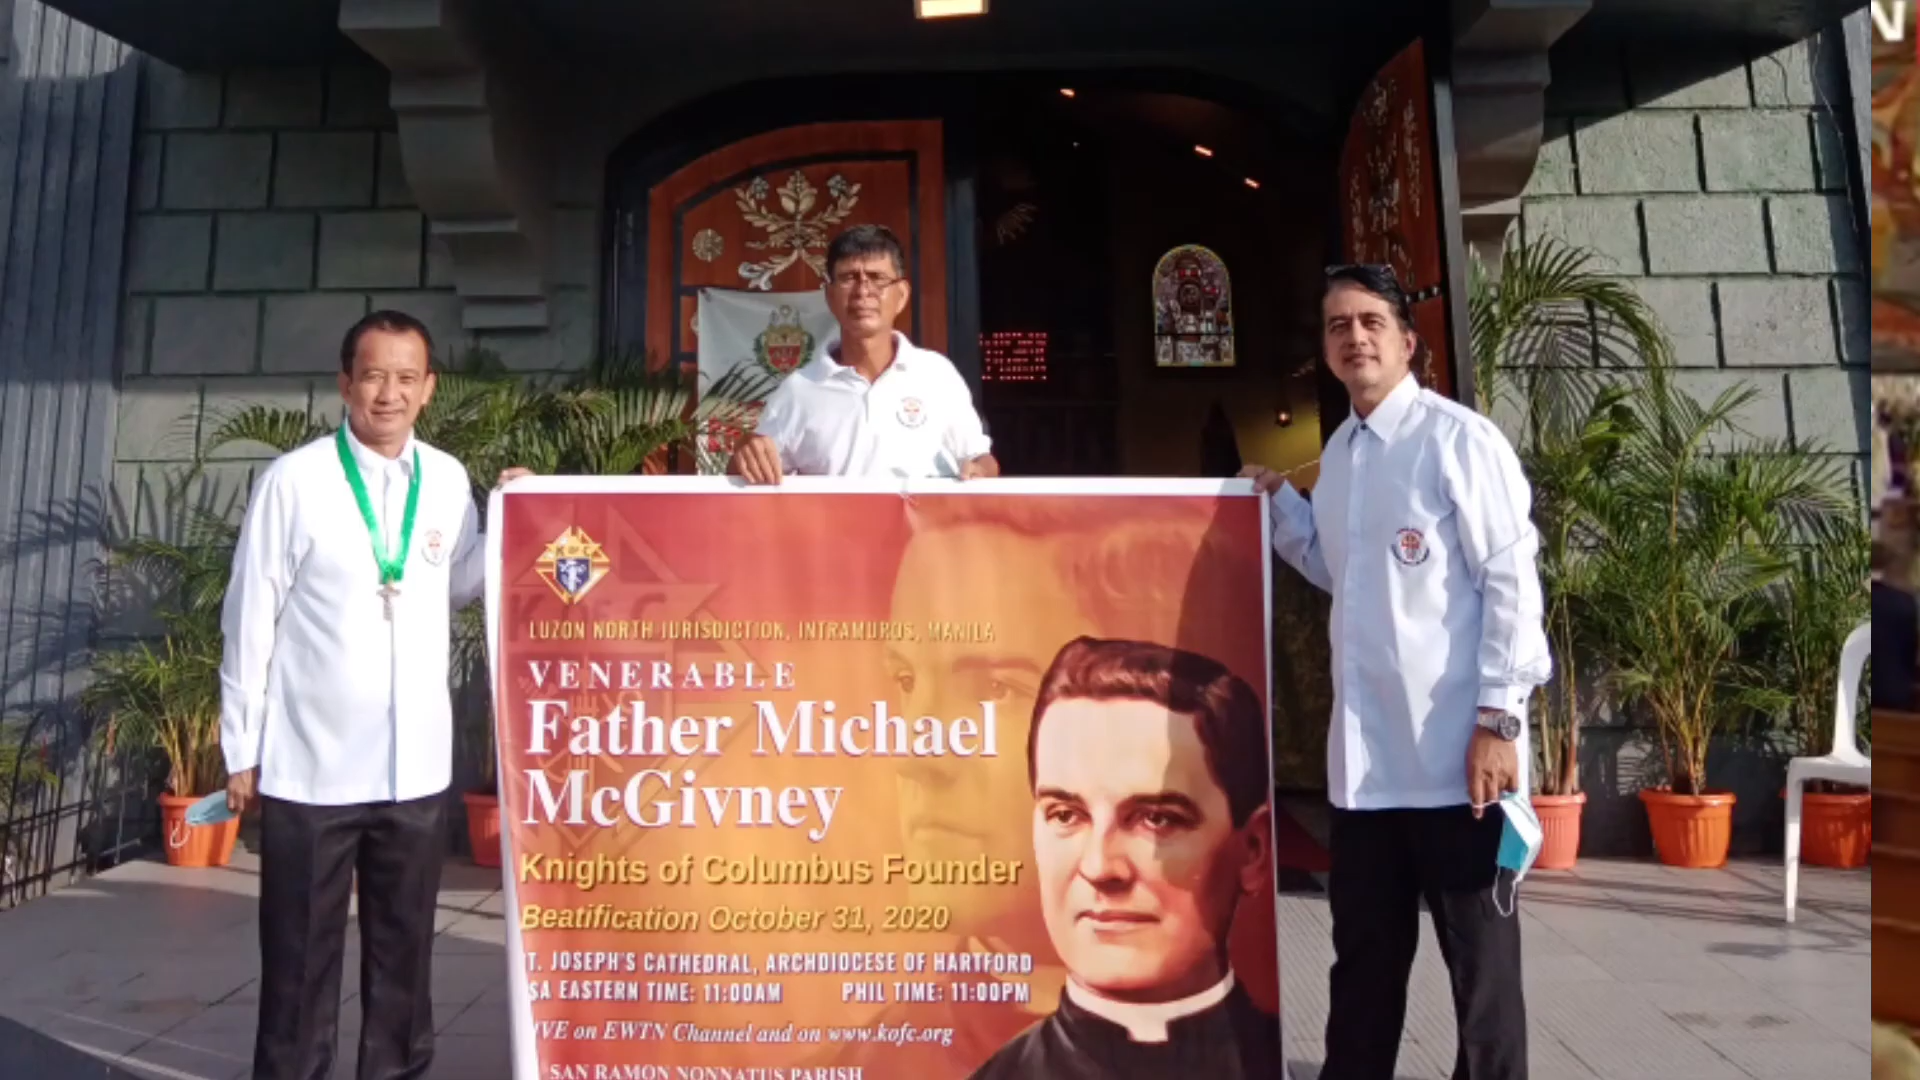 N
K OF C
LUZON NORTH JURISDICTION, INTRAMUROS, MANILA
VENERABLE
Father Michael
McGivney
Knights of Columbus Founder
Beatification October 31, 2020
T. JOSEPH'S CATHEDRAL, ARCHDIOCESE OF HARTFORD
SA EASTERN TIME: 11:00AM PHIL TIME: 11:00PM
IVE on EWTN Channel and on www.kofc.org
SAN RAMON NONNATUS PARISH